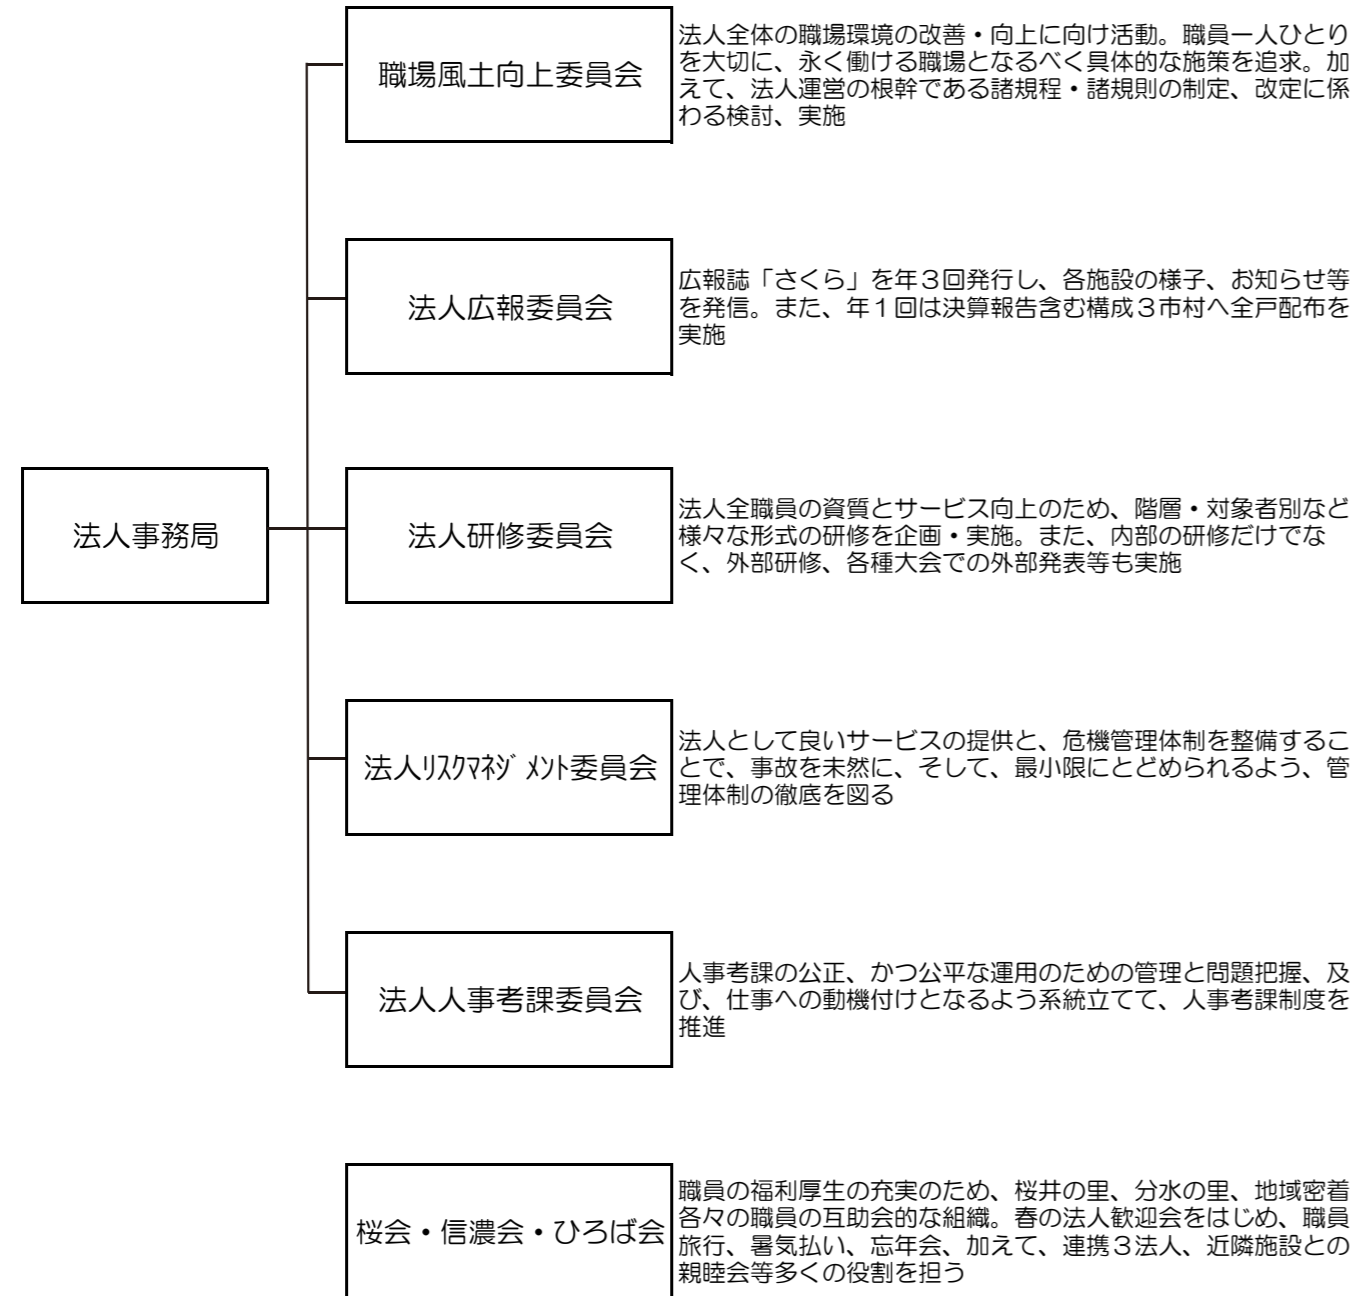 職場風土向上委員会
法人全体の職場環境の改善・向上に向け活動。職員一人ひとり
を大切に、永く働ける職場となるべく具体的な施策を追求。加
えて、法人運営の根幹である諸規程・諸規則の制定、改定に係
わる検討、実施
法人広報委員会
広報誌「さくら」を年３回発行し、各施設の様子、お知らせ等
を発信。また、年１回は決算報告含む構成３市村へ全戸配布を
実施
法人事務局
法人研修委員会
法人全職員の資質とサービス向上のため、階層・対象者別など
様々な形式の研修を企画・実施。また、内部の研修だけでな
く、外部研修、各種大会での外部発表等も実施
法人ﾘｽｸﾏﾈｼﾞﾒﾝﾄ委員会
法人として良いサービスの提供と、危機管理体制を整備するこ
とで、事故を未然に、そして、最小限にとどめられるよう、管
理体制の徹底を図る
法人人事考課委員会
人事考課の公正、かつ公平な運用のための管理と問題把握、及
び、仕事への動機付けとなるよう系統立てて、人事考課制度を
推進
桜会・信濃会・ひろば会
職員の福利厚生の充実のため、桜井の里、分水の里、地域密着
各々の職員の互助会的な組織。春の法人歓迎会をはじめ、職員
旅行、暑気払い、忘年会、加えて、連携３法人、近隣施設との
親睦会等多くの役割を担う